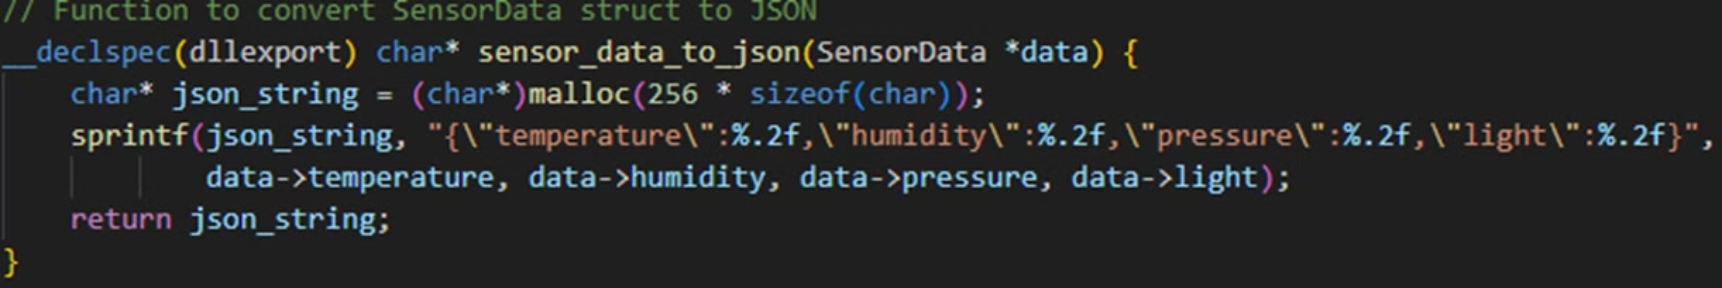 // Function to convert SensorData struct to JSON
__declspec(dllexport) char* sensor_data_to_json(SensorData *data) {
    char* json_string = (char*)malloc(256 * sizeof(char));
    sprintf(json_string, "{\"temperature\":%.2f,\"humidity\":%.2f,\"pressure\":%.2f,\"light\":%.2f}",
            data->temperature, data->humidity, data->pressure, data->light);
    return json_string;
}